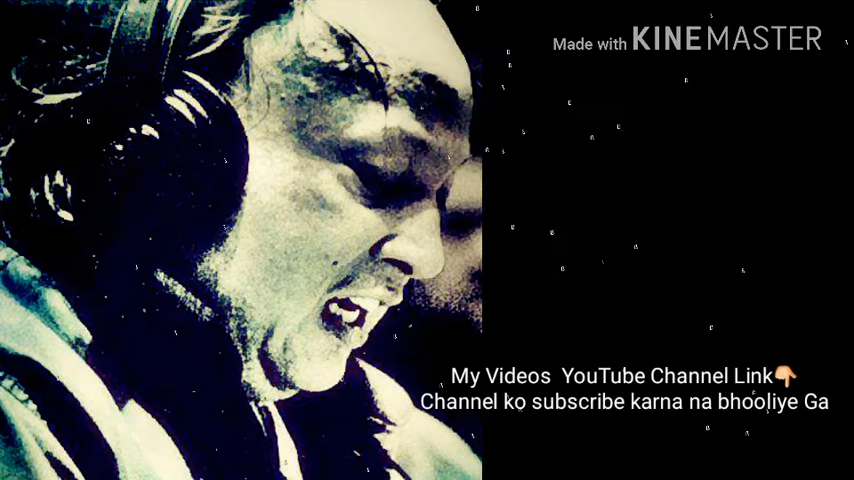 Made with KINEMASTER
My Videos YouTube Channel Link👇
Channel ko subscribe karna na bhooliye Ga